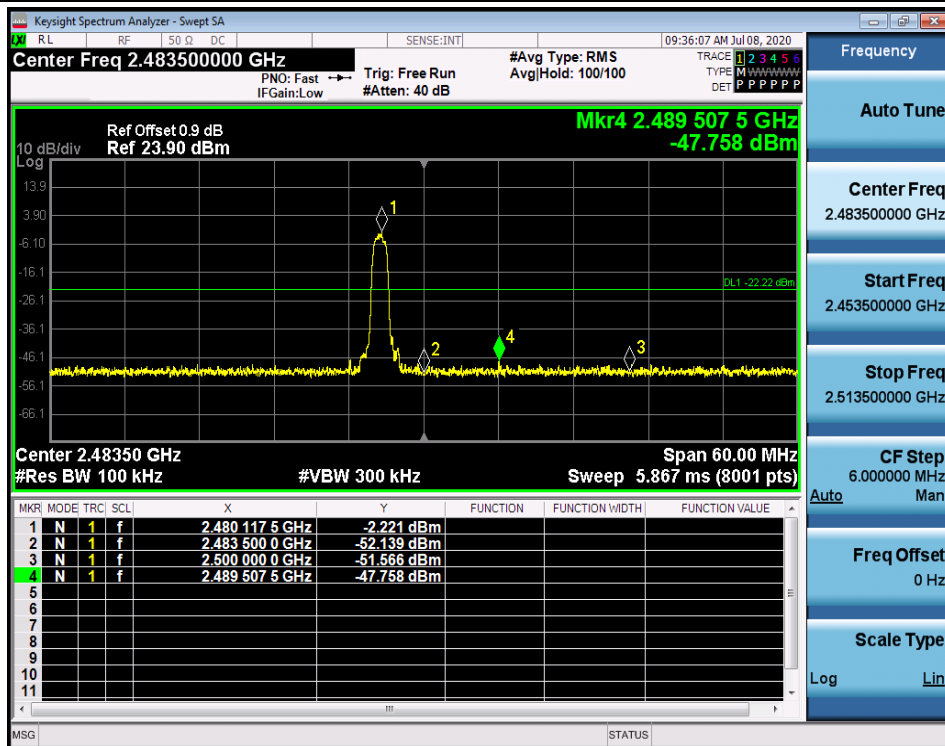 Keysight Spectrum Analyzer - Swept SA
LXI RL RF 50 Ω DC SENSE:INT 09:36:07 AM Jul 08, 2020
Center Freq 2.483500000 GHz
PNO: Fast
IFGain:Low
Trig: Free Run
#Atten: 40 dB
#Avg Type: RMS
Avg|Hold: 100/100
TRACE 1 2 3 4 5 6
TYPE M W W W W W
DET P P P P P P
Mkr4 2.489 507 5 GHz
-47.758 dBm
Ref Offset 0.9 dB
10 dB/div Ref 23.90 dBm
Log
13.9
3.90
-6.10
-16.1
-26.1
-36.1
-46.1
-56.1
-66.1
1
2
4
3
DL1 -22.22 dBm
Center 2.48350 GHz Span 60.00 MHz
#Res BW 100 kHz #VBW 300 kHz Sweep 5.867 ms (8001 pts)
MKR MODE TRC SCL X Y FUNCTION FUNCTION WIDTH FUNCTION VALUE
1 N 1 f 2.480 117 5 GHz -2.221 dBm
2 N 1 f 2.483 500 0 GHz -52.139 dBm
3 N 1 f 2.500 000 0 GHz -51.566 dBm
4 N 1 f 2.489 507 5 GHz -47.758 dBm
5
6
7
8
9
10
11
MSG STATUS
Frequency
Auto Tune
Center Freq
2.483500000 GHz
Start Freq
2.453500000 GHz
Stop Freq
2.513500000 GHz
CF Step
6.000000 MHz
Auto Man
Freq Offset
0 Hz
Scale Type
Log Lin